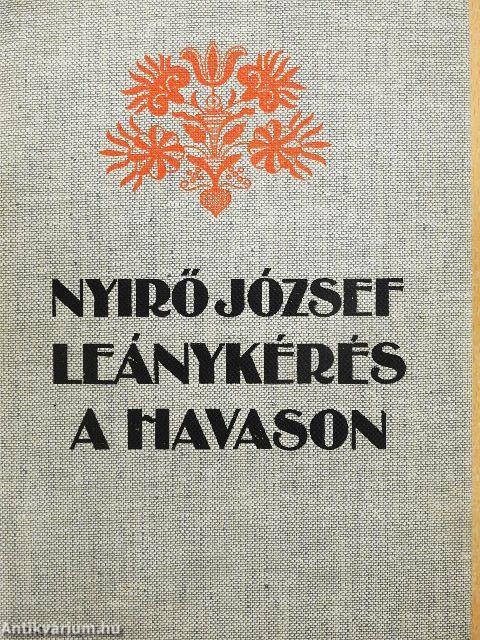 NYIRŐ JÓZSEF
LEÁNYKÉRÉS
A HAVASON
Antikvarium.hu